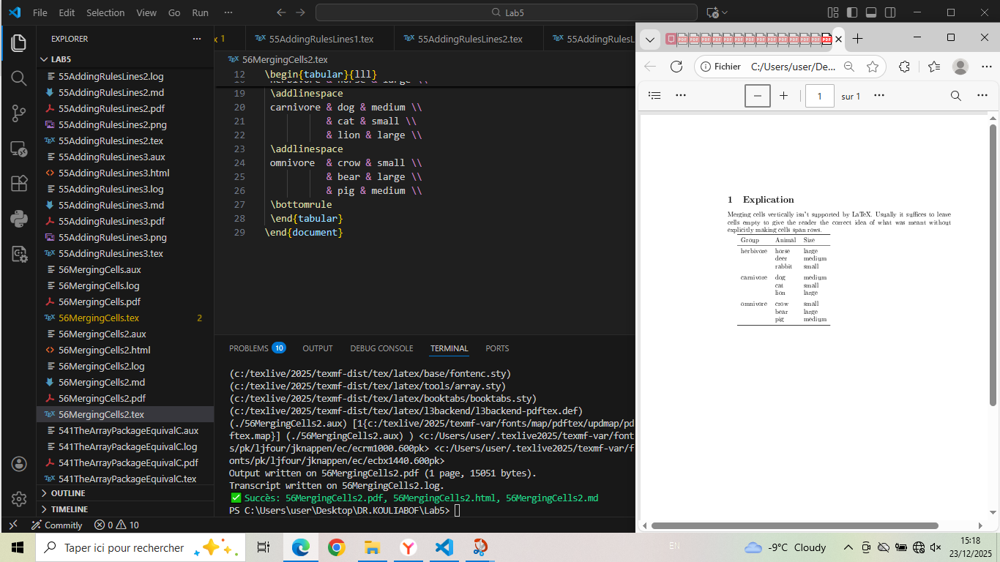 File Edit Selection View Go Run ··· Lab5
EXPLORER ···
LAB5
55AddingRulesLines2.log
55AddingRulesLines2.md
55AddingRulesLines2.pdf
55AddingRulesLines2.png
55AddingRulesLines2.tex
55AddingRulesLines3.aux
55AddingRulesLines3.html
55AddingRulesLines3.log
55AddingRulesLines3.md
55AddingRulesLines3.pdf
55AddingRulesLines3.png
55AddingRulesLines3.tex
56MergingCells.aux
56MergingCells.log
56MergingCells.pdf
56MergingCells.tex 2
56MergingCells2.aux
56MergingCells2.html
56MergingCells2.log
56MergingCells2.md
56MergingCells2.pdf
56MergingCells2.tex
541TheArrayPackageEquivalC.aux
541TheArrayPackageEquivalC.log
541TheArrayPackageEquivalC.pdf
541TheArrayPackageEquivalC.tex
OUTLINE
TIMELINE
x 1 55AddingRulesLines1.tex 55AddingRulesLines2.tex 55AddingRulesL
56MergingCells2.tex
12 \begin{tabular}{lll}
19 \addlinespace
20 carnivore & dog & medium \\
21 & cat & small \\
22 & lion & large \\
23 \addlinespace
24 omnivore & crow & small \\
25 & bear & large \\
26 & pig & medium \\
27 \bottomrule
28 \end{tabular}
29 \end{document}
PROBLEMS 10 OUTPUT DEBUG CONSOLE TERMINAL PORTS
(c:/texlive/2025/texmf-dist/tex/latex/base/fontenc.sty)
(c:/texlive/2025/texmf-dist/tex/latex/tools/array.sty)
(c:/texlive/2025/texmf-dist/tex/latex/booktabs/booktabs.sty)
(c:/texlive/2025/texmf-dist/tex/latex/l3backend/l3backend-pdftex.def)
(./56MergingCells2.aux) [1{c:/texlive/2025/texmf-var/fonts/map/pdftex/updmap/pd
ftex.map}] (./56MergingCells2.aux) ) <c:/Users/user/.texlive2025/texmf-var/font
s/pk/ljfour/jknappen/ec/ecrm1000.600pk> <c:/Users/user/.texlive2025/texmf-var/f
onts/pk/ljfour/jknappen/ec/ecbx1440.600pk>
Output written on 56MergingCells2.pdf (1 page, 15051 bytes).
Transcript written on 56MergingCells2.log.
✅ Succès: 56MergingCells2.pdf, 56MergingCells2.html, 56MergingCells2.md
PS C:\Users\user\Desktop\DR.KOULIABOF\Lab5>
Commitly 0 10
Fichier C:/Users/user/De...
1 sur 1
1 Explication
Merging cells vertically isn't supported by LaTeX. Usually it suffices to leave
cells empty to give the reader the correct idea of what was meant without
explicitly making cells span rows.
Group Animal Size
herbivore horse large
deer medium
rabbit small
carnivore dog medium
cat small
lion large
omnivore crow small
bear large
pig medium
Taper ici pour rechercher
EN
-9°C Cloudy
15:18
23/12/2025